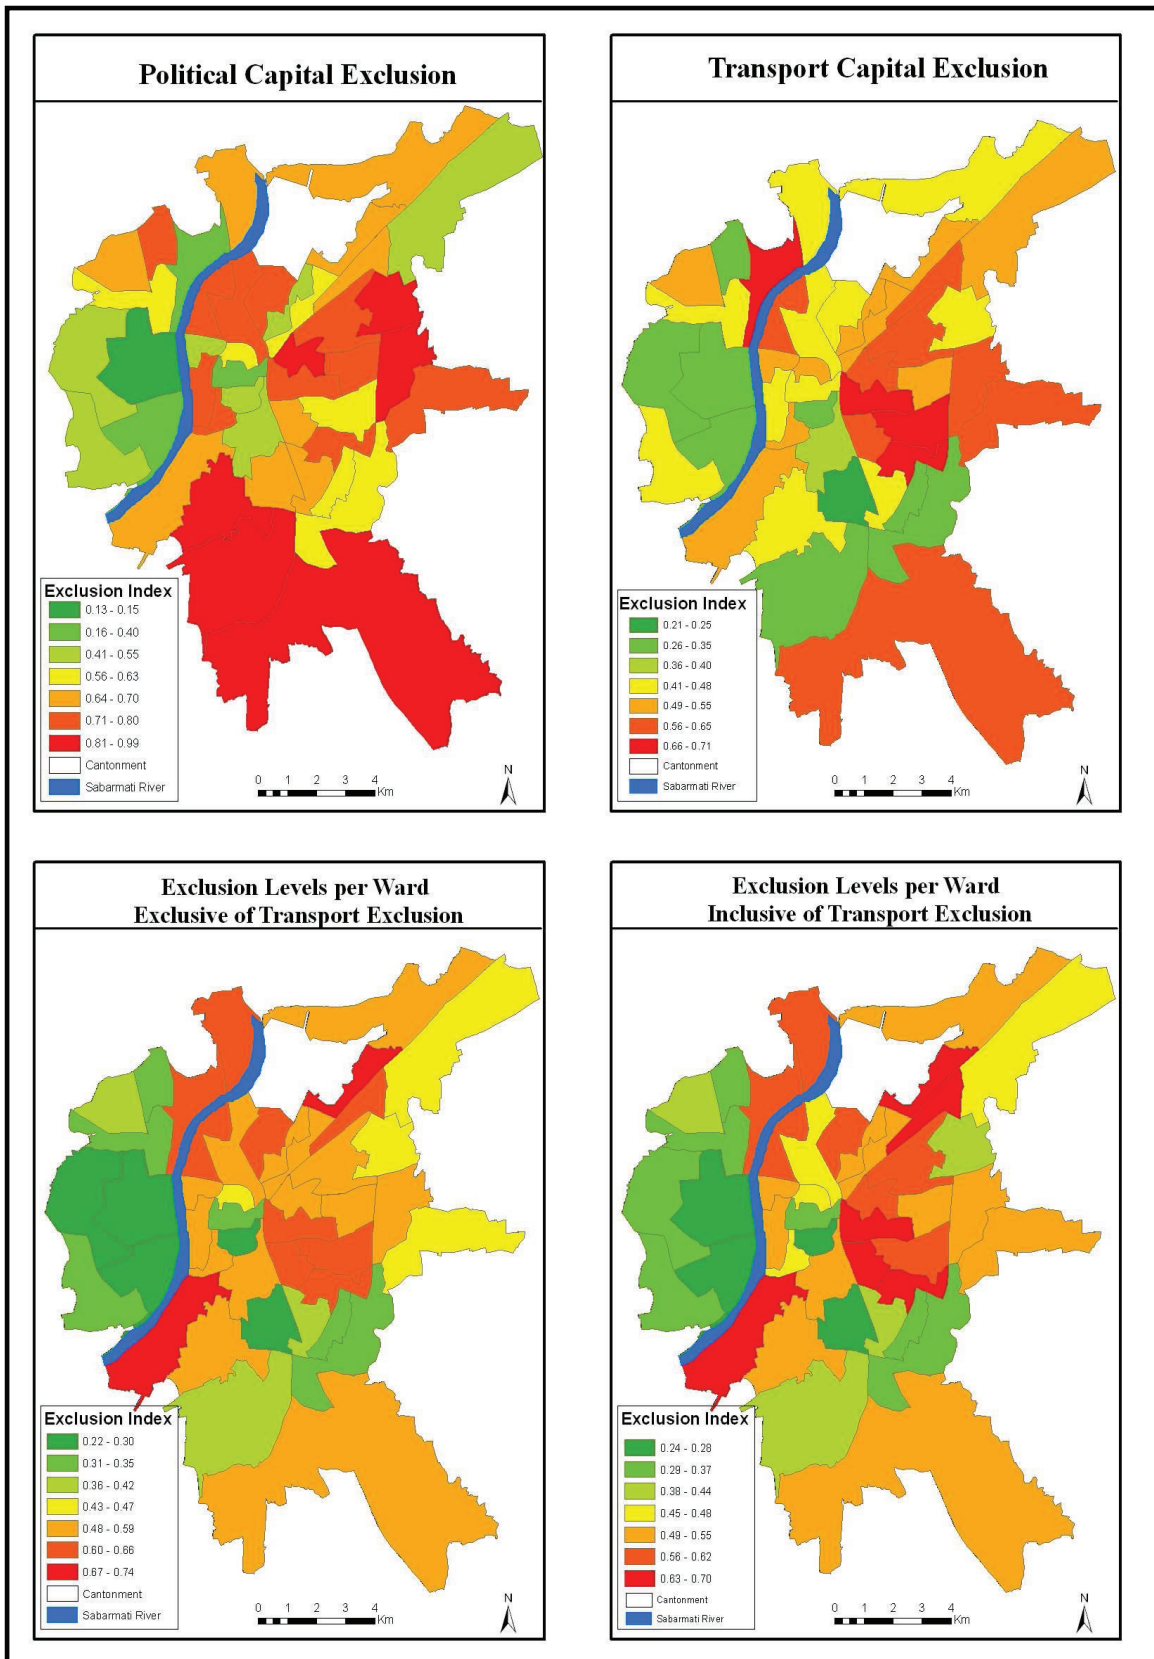 Political Capital Exclusion
Exclusion Index
0.13 - 0.15
0.16 - 0.40
0.41 - 0.55
0.56 - 0.63
0.64 - 0.70
0.71 - 0.80
0.81 - 0.99
Cantonment
Sabarmati River
0 1 2 3 4
Km
N
Transport Capital Exclusion
Exclusion Index
0.21 - 0.25
0.26 - 0.35
0.36 - 0.40
0.41 - 0.48
0.49 - 0.55
0.56 - 0.65
0.66 - 0.71
Cantonment
Sabarmati River
0 1 2 3 4
Km
N
Exclusion Levels per Ward
Exclusive of Transport Exclusion
Exclusion Index
0.22 - 0.30
0.31 - 0.35
0.36 - 0.42
0.43 - 0.47
0.48 - 0.59
0.60 - 0.66
0.67 - 0.74
Cantonment
Sabarmati River
0 1 2 3 4
Km
N
Exclusion Levels per Ward
Inclusive of Transport Exclusion
Exclusion Index
0.24 - 0.28
0.29 - 0.37
0.38 - 0.44
0.45 - 0.48
0.49 - 0.55
0.56 - 0.62
0.63 - 0.70
Cantonment
Sabarmati River
0 1 2 3 4
Km
N